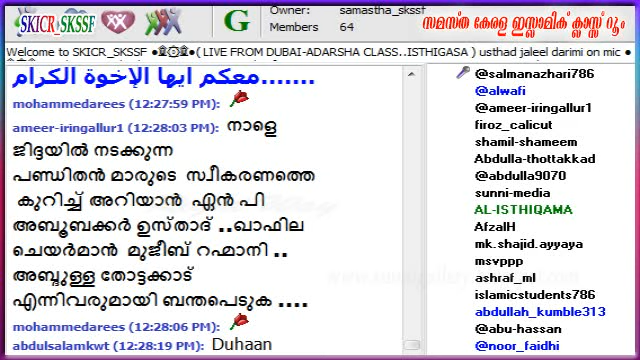 SKICR_SKSSF
G
Owner: samastha_skssf
Members 64
സമസ്ത കേരള ഇസ്ലാമിക് ക്ലാസ്സ് റൂം
Welcome to SKICR_SKSSF ●۩۞۩●( LIVE FROM DUBAI-ADARSHA CLASS..ISTHIGASA ) usthad jaleel darimi on mic ●
معكم ايها الإخوة الكرام.......
mohammedarees (12:27:59 PM):
ameer-iringallur1 (12:28:03 PM): നാളെ
ജിദ്ദയിൽ നടക്കുന്ന
പണ്ഡിതൻ മാരുടെ സ്വീകരണത്തെ
കുറിച്ച് അറിയാൻ എൻ പി
അബൂബക്കർ ഉസ്താദ് ..ഖാഫില
ചെയർമാൻ മുജീബ് റഹ്മാനി ..
അബ്ദുള്ള തോട്ടക്കാട്
എന്നിവരുമായി ബന്തപെടുക ....
mohammedarees (12:28:06 PM):
abdulsalamkwt (12:28:19 PM): Duhaan
@salmanazhari786
@alwafi
@ameer-iringallur1
firoz_calicut
shamil-shameem
Abdulla-thottakkad
@abdulla9070
sunni-media
AL-ISTHIQAMA
AfzalH
mk.shajid.ayyaya
msvppp
ashraf_ml
islamicstudents786
abdullah_kumble313
@abu-hassan
@noor_faidhi